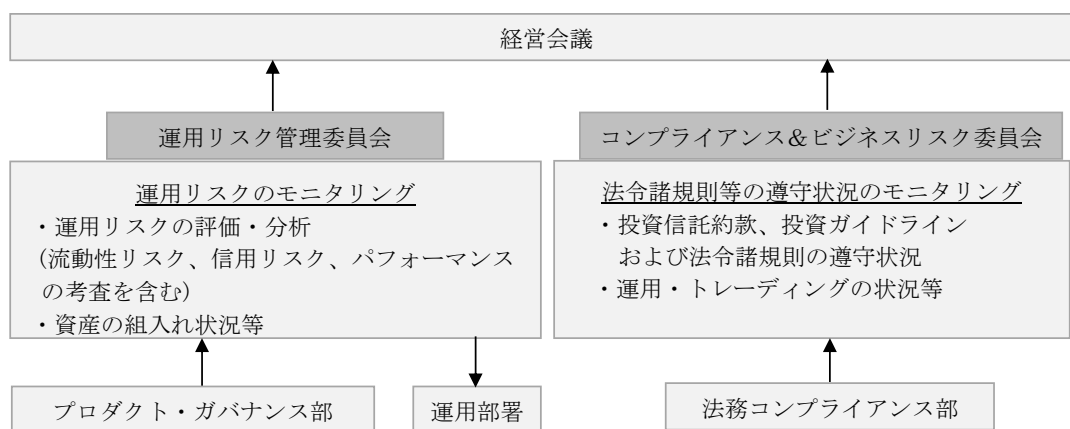 経営会議
運用リスク管理委員会
運用リスクのモニタリング
・運用リスクの評価・分析
(流動性リスク、信用リスク、パフォーマンス
の考査を含む)
・資産の組入れ状況等
コンプライアンス&ビジネスリスク委員会
法令諸規則等の遵守状況のモニタリング
・投資信託約款、投資ガイドライン
および法令諸規則の遵守状況
・運用・トレーディングの状況等
プロダクト・ガバナンス部
運用部署
法務コンプライアンス部